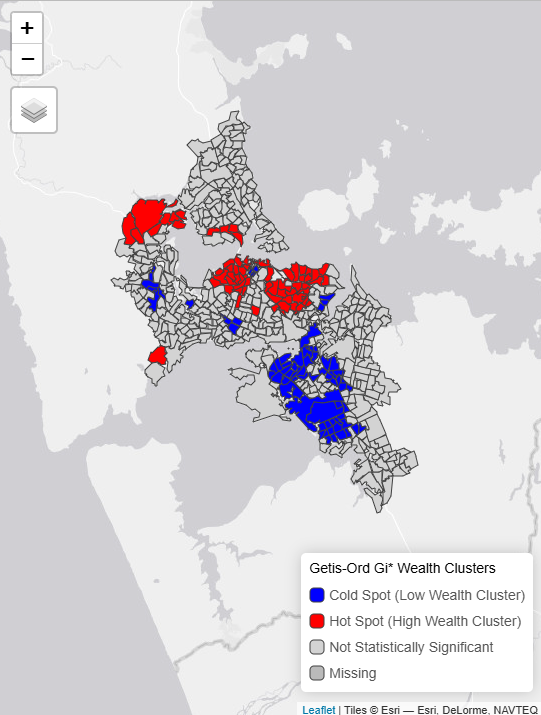 +
−
Getis-Ord Gi* Wealth Clusters
Cold Spot (Low Wealth Cluster)
Hot Spot (High Wealth Cluster)
Not Statistically Significant
Missing
Leaflet | Tiles © Esri — Esri, DeLorme, NAVTEQ